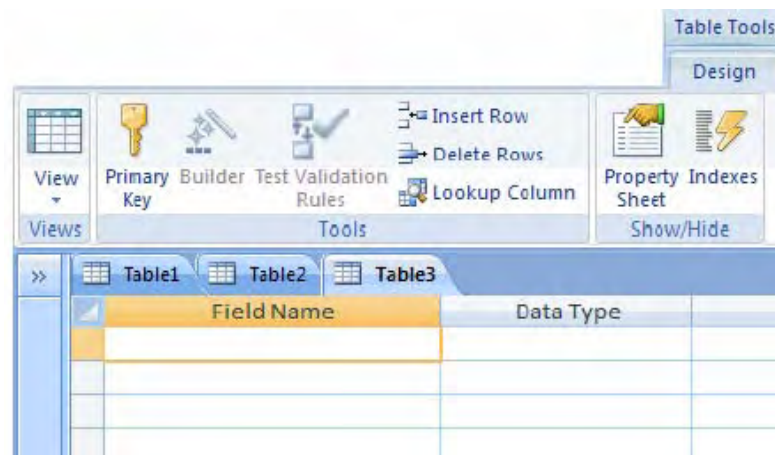 Table Tools
Design
View
Primary Key
Builder
Test Validation Rules
Insert Row
Delete Rows
Lookup Column
Property Sheet
Indexes
Views
Tools
Show/Hide
»
Table1
Table2
Table3
Field Name
Data Type